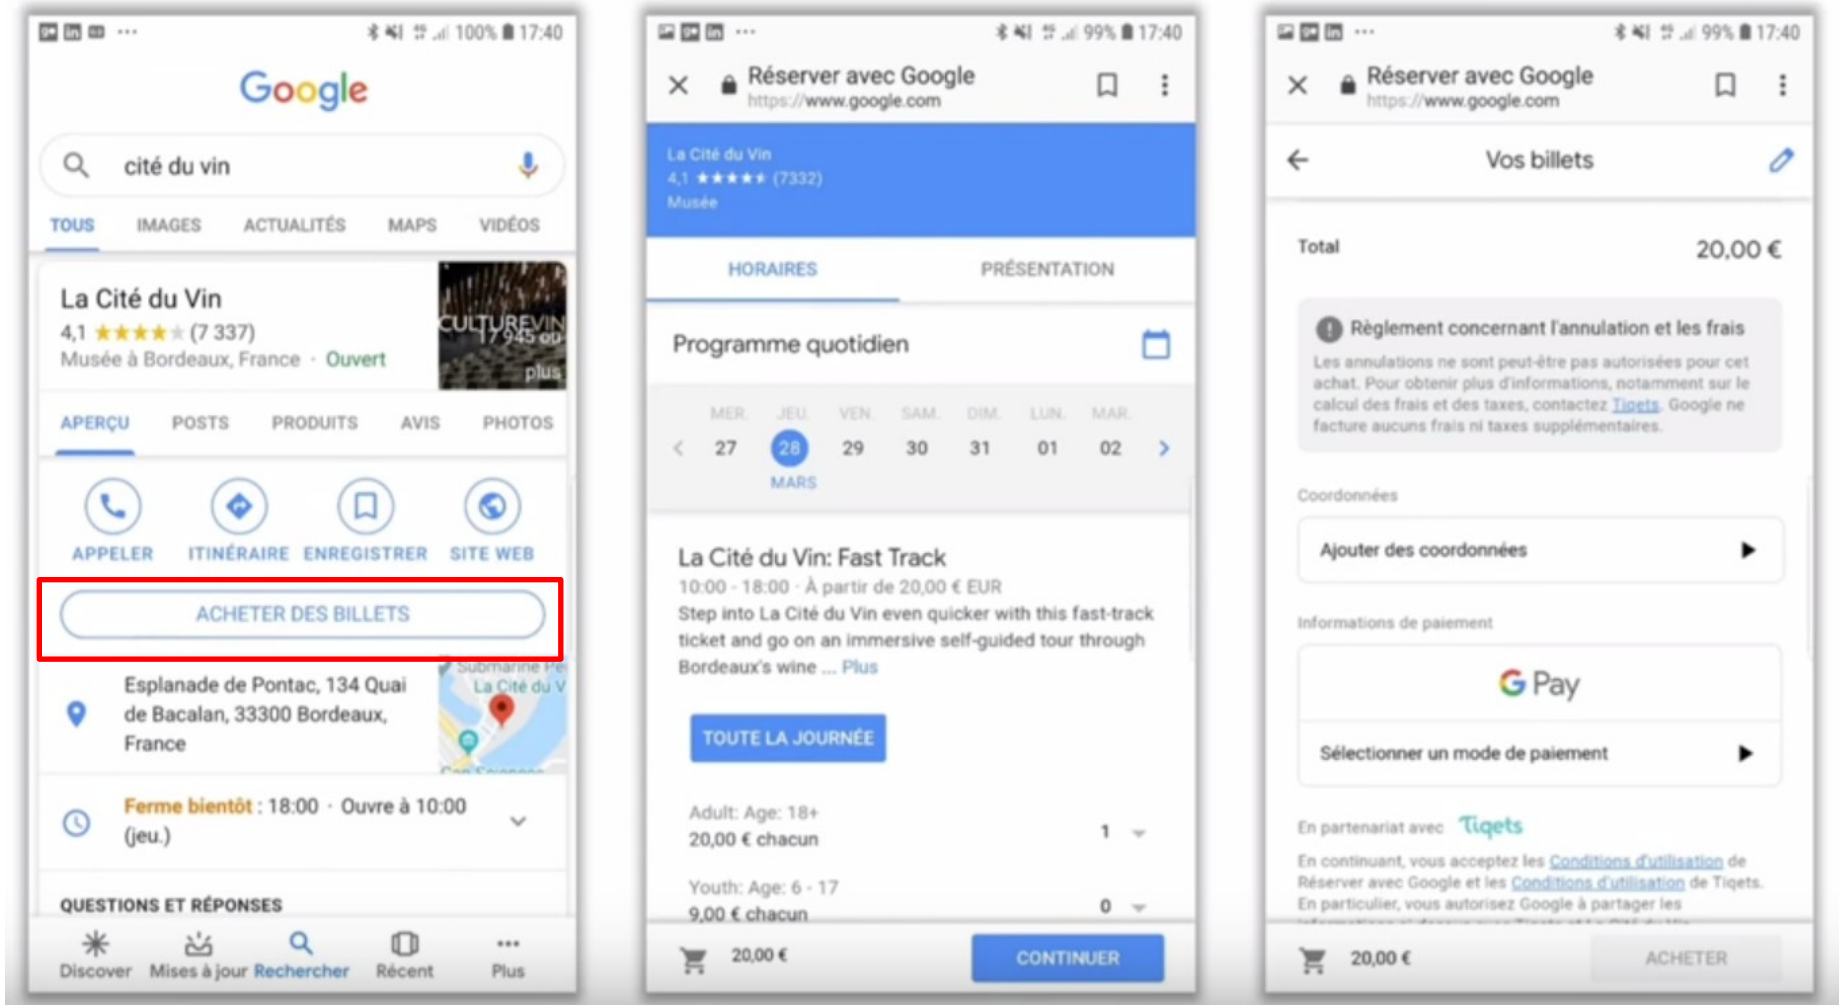 100% 17:40
Google
cité du vin
TOUS IMAGES ACTUALITÉS MAPS VIDÉOS
La Cité du Vin
4,1 ★★★★★ (7 337)
Musée à Bordeaux, France · Ouvert
CULTUREVIN
17 945 ou
plus
APERÇU POSTS PRODUITS AVIS PHOTOS
APPELER ITINÉRAIRE ENREGISTRER SITE WEB
ACHETER DES BILLETS
Esplanade de Pontac, 134 Quai
de Bacalan, 33300 Bordeaux,
France
Submarine Pe
La Cité du V
Ferme bientôt : 18:00 · Ouvre à 10:00
(jeu.)
QUESTIONS ET RÉPONSES
Discover Mises à jour Rechercher Récent Plus
99% 17:40
Réserver avec Google
https://www.google.com
La Cité du Vin
4,1 ★★★★★ (7332)
Musée
HORAIRES PRÉSENTATION
Programme quotidien
MER. JEU. VEN. SAM. DIM. LUN. MAR.
< 27 28 29 30 31 01 02 >
MARS
La Cité du Vin: Fast Track
10:00 - 18:00 · À partir de 20,00 € EUR
Step into La Cité du Vin even quicker with this fast-track
ticket and go on an immersive self-guided tour through
Bordeaux's wine ... Plus
TOUTE LA JOURNÉE
Adult: Age: 18+
20,00 € chacun 1
Youth: Age: 6 - 17
9,00 € chacun 0
20,00 € CONTINUER
99% 17:40
Réserver avec Google
https://www.google.com
Vos billets
Total 20,00 €
Règlement concernant l'annulation et les frais
Les annulations ne sont peut-être pas autorisées pour cet
achat. Pour obtenir plus d'informations, notamment sur le
calcul des frais et des taxes, contactez Tiqets. Google ne
facture aucuns frais ni taxes supplémentaires.
Coordonnées
Ajouter des coordonnées
Informations de paiement
G Pay
Sélectionner un mode de paiement
En partenariat avec Tiqets
En continuant, vous acceptez les Conditions d'utilisation de
Réserver avec Google et les Conditions d'utilisation de Tiqets.
En particulier, vous autorisez Google à partager les
20,00 € ACHETER